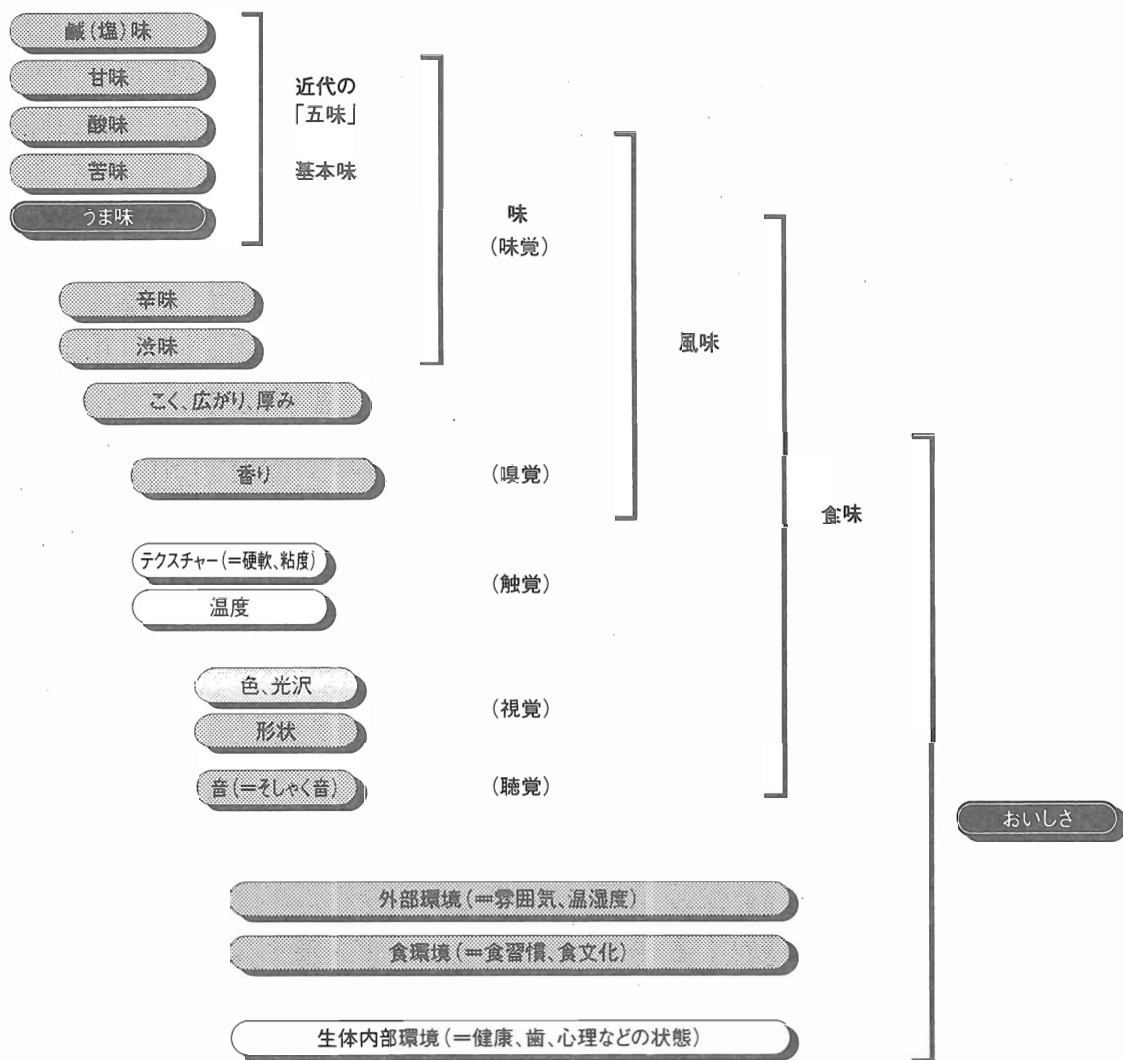 鹹(塩)味
甘味
酸味
苦味
うま味
近代の
「五味」
基本味
辛味
渋味
味
(味覚)
こく、広がり、厚み
風味
香り
(嗅覚)
テクスチャー(=硬軟、粘度)
温度
(触覚)
食味
色、光沢
形状
(視覚)
音(=そしゃく音)
(聴覚)
おいしさ
外部環境(=雰囲気、温湿度)
食環境(=食習慣、食文化)
生体内部環境(=健康、歯、心理などの状態)